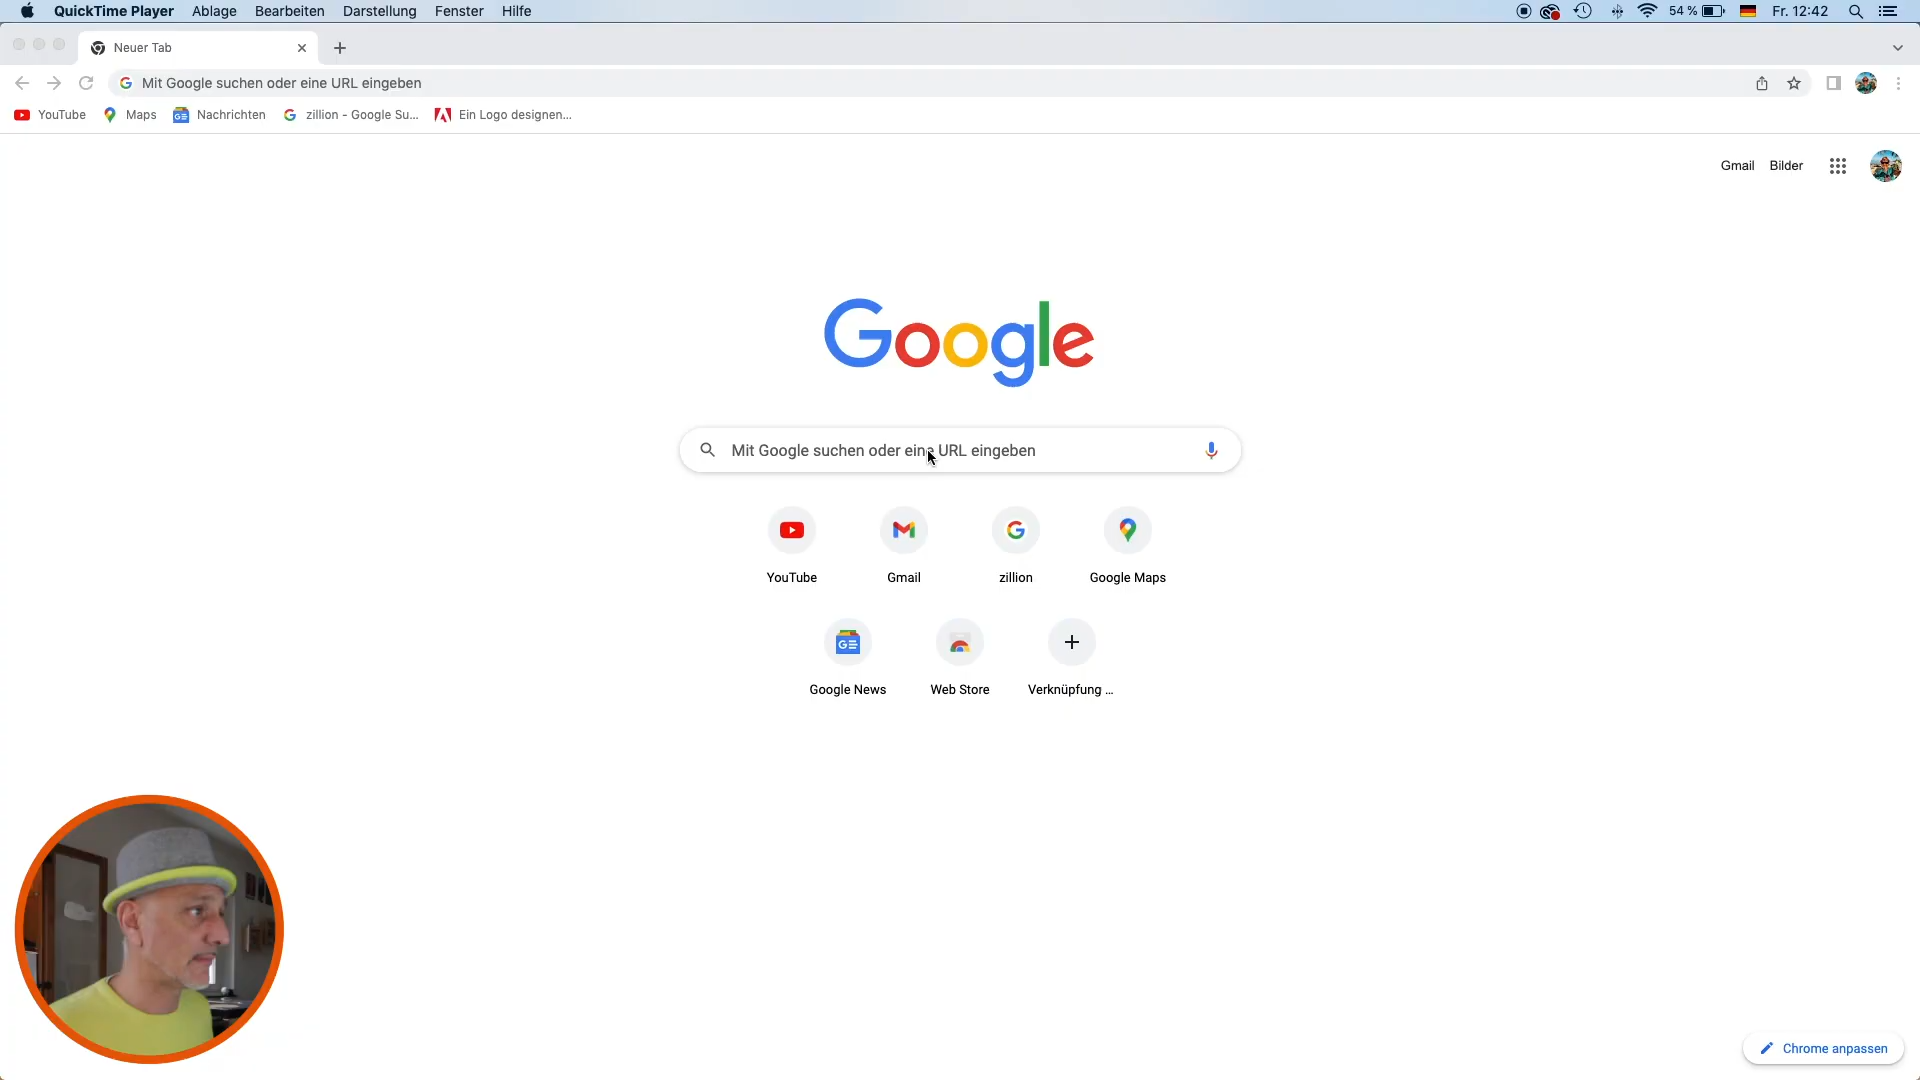 QuickTime Player Ablage Bearbeiten Darstellung Fenster Hilfe 54 % Fr. 12:42
Neuer Tab
Mit Google suchen oder eine URL eingeben
YouTube Maps Nachrichten zillion - Google Su... Ein Logo designen...
Gmail Bilder
Google
Mit Google suchen oder eine URL eingeben
YouTube Gmail zillion Google Maps
Google News Web Store Verknüpfung ...
Chrome anpassen